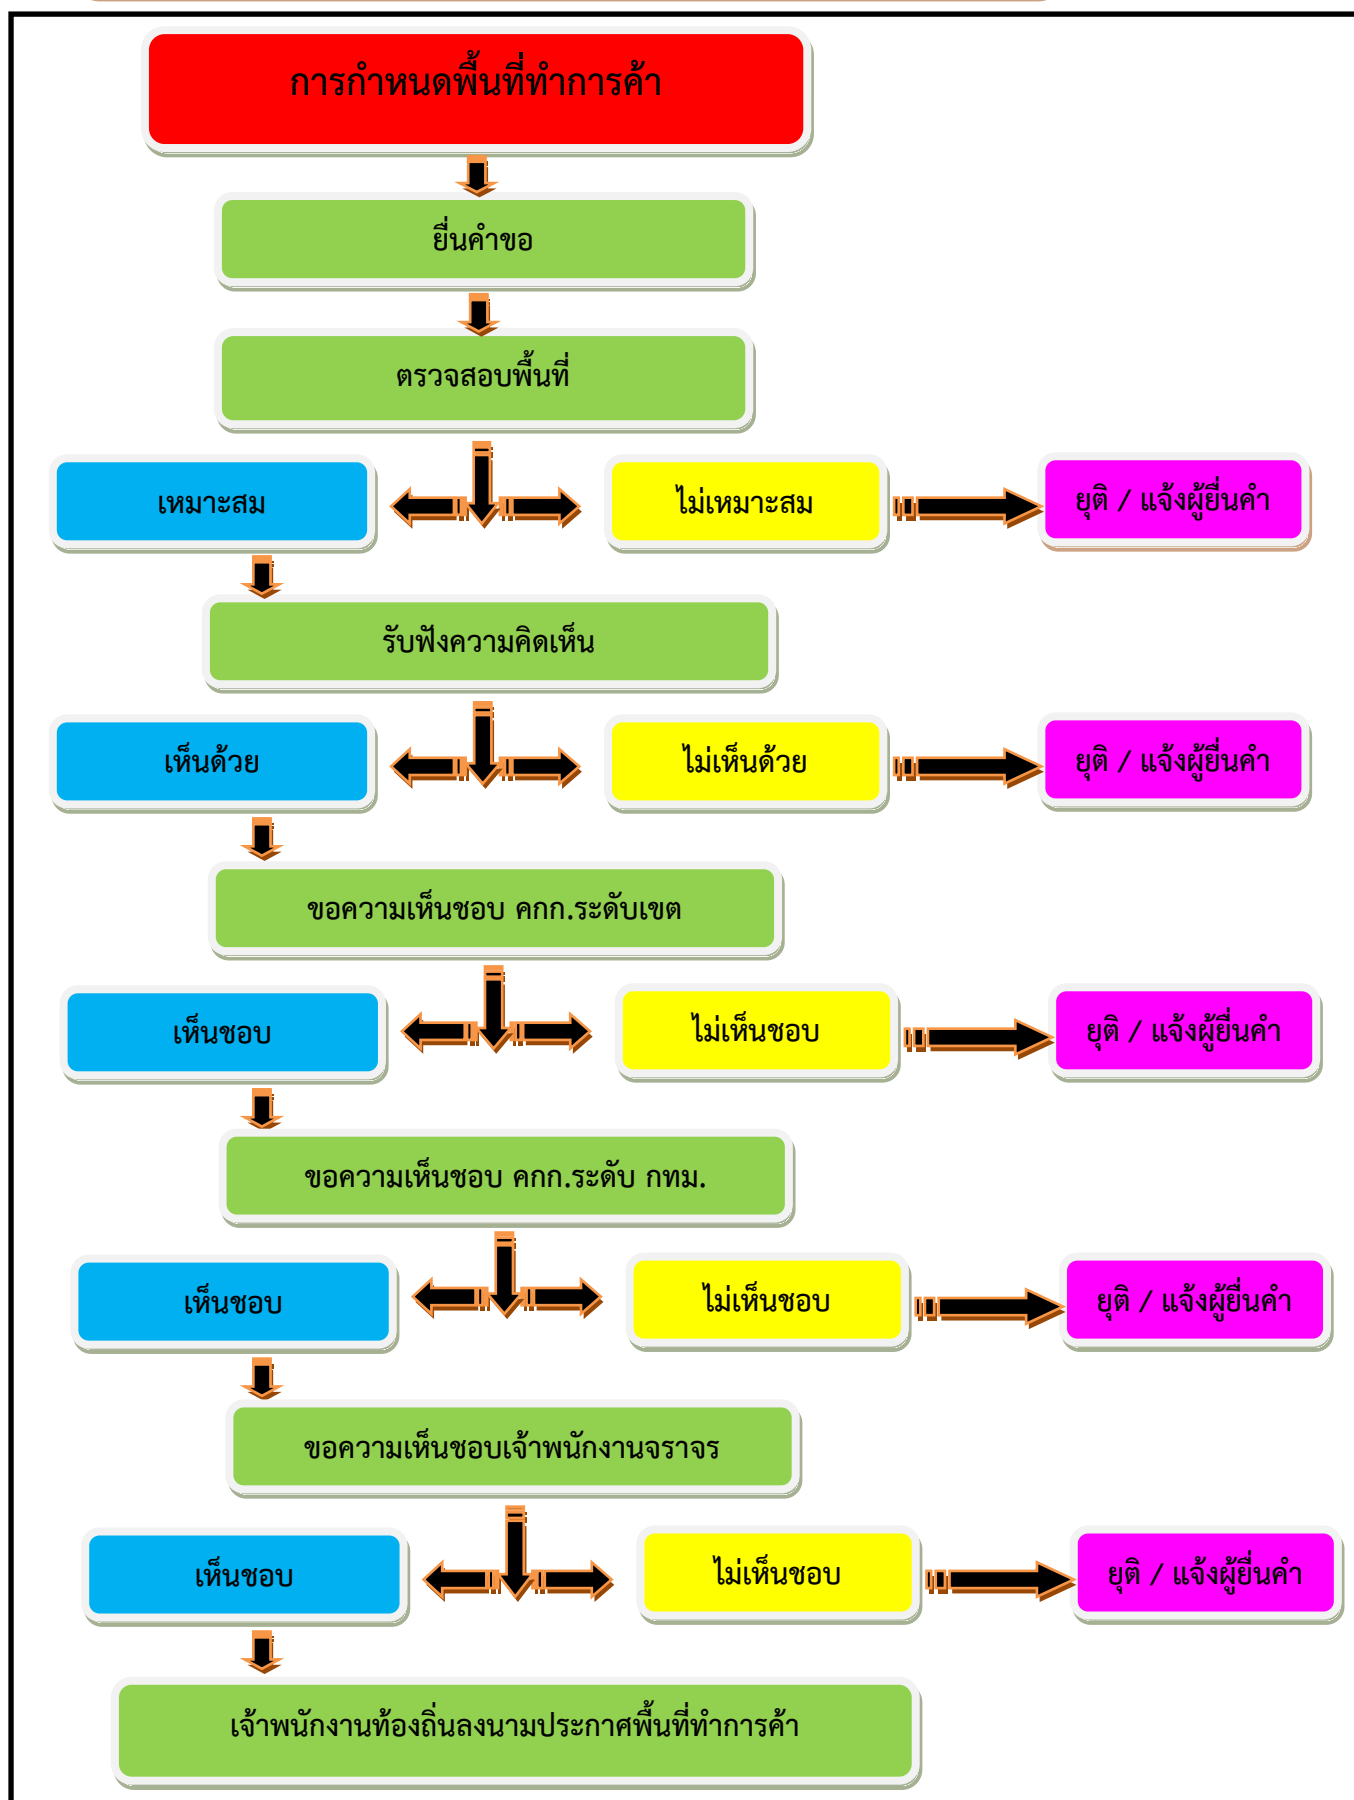 การกำหนดพื้นที่ทำการค้า
ยื่นคำขอ
ตรวจสอบพื้นที่
เหมาะสม
ไม่เหมาะสม
ยุติ / แจ้งผู้ยื่นคำ
รับฟังความคิดเห็น
เห็นด้วย
ไม่เห็นด้วย
ยุติ / แจ้งผู้ยื่นคำ
ขอความเห็นชอบ คกก.ระดับเขต
เห็นชอบ
ไม่เห็นชอบ
ยุติ / แจ้งผู้ยื่นคำ
ขอความเห็นชอบ คกก.ระดับ กทม.
เห็นชอบ
ไม่เห็นชอบ
ยุติ / แจ้งผู้ยื่นคำ
ขอความเห็นชอบเจ้าพนักงานจราจร
เห็นชอบ
ไม่เห็นชอบ
ยุติ / แจ้งผู้ยื่นคำ
เจ้าพนักงานท้องถิ่นลงนามประกาศพื้นที่ทำการค้า